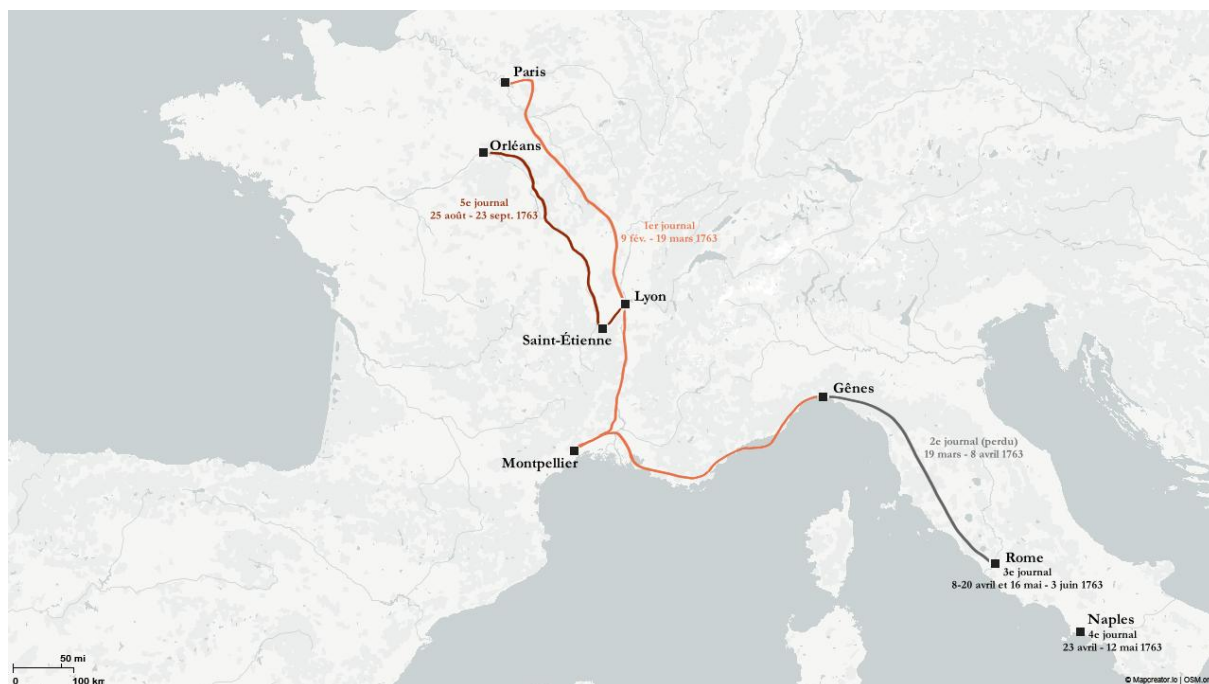 Paris
Orléans
5e journal
25 août - 23 sept. 1763
1er journal
9 fév. - 19 mars 1763
Lyon
Saint-Étienne
Gênes
2e journal (perdu)
19 mars - 8 avril 1763
Montpellier
Rome
3e journal
8-20 avril et 16 mai - 3 juin 1763
Naples
4e journal
23 avril - 12 mai 1763
50 mi
0 100 km
© Mapcreator.io | OSM.org